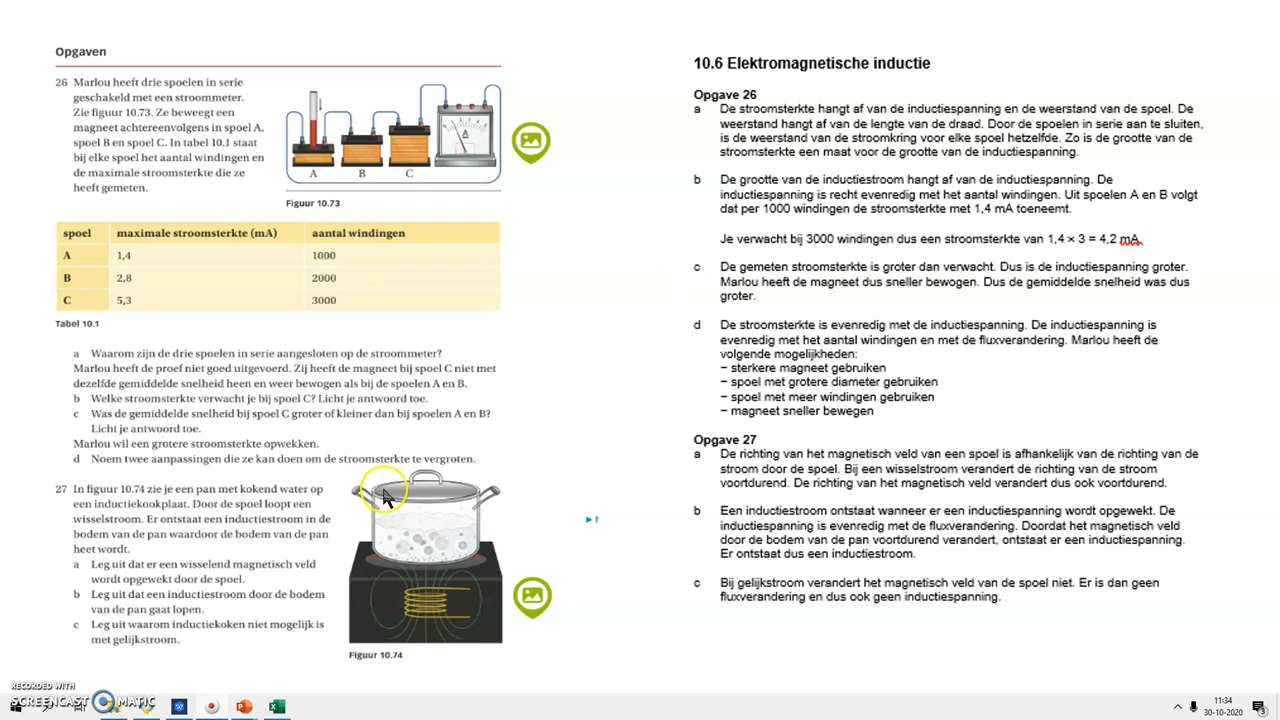 Opgaven
26 Marlou heeft drie spoelen in serie
geschakeld met een stroommeter.
Zie figuur 10.73. Ze beweegt een
magneet achtereenvolgens in spoel A,
spoel B en spoel C. In tabel 10.1 staat
bij elke spoel het aantal windingen en
de maximale stroomsterkte die ze
heeft gemeten.
A
A B C
Figuur 10.73
spoel maximale stroomsterkte (mA) aantal windingen
A 1,4 1000
B 2,8 2000
C 5,3 3000
Tabel 10.1
a Waarom zijn de drie spoelen in serie aangesloten op de stroommeter?
Marlou heeft de proef niet goed uitgevoerd. Zij heeft de magneet bij spoel C niet met
dezelfde gemiddelde snelheid heen en weer bewogen als bij de spoelen A en B.
b Welke stroomsterkte verwacht je bij spoel C? Licht je antwoord toe.
c Was de gemiddelde snelheid bij spoel C groter of kleiner dan bij spoelen A en B?
Licht je antwoord toe.
Marlou wil een grotere stroomsterkte opwekken.
d Noem twee aanpassingen die ze kan doen om de stroomsterkte te vergroten.
27 In figuur 10.74 zie je een pan met kokend water op
een inductiekookplaat. Door de spoel loopt een
wisselstroom. Er ontstaat een inductiestroom in de
bodem van de pan waardoor de bodem van de pan
heet wordt.
a Leg uit dat er een wisselend magnetisch veld
wordt opgewekt door de spoel.
b Leg uit dat een inductiestroom door de bodem
van de pan gaat lopen.
c Leg uit waarom inductiekoken niet mogelijk is
met gelijkstroom.
Figuur 10.74
10.6 Elektromagnetische inductie
Opgave 26
a De stroomsterkte hangt af van de inductiespanning en de weerstand van de spoel. De
weerstand hangt af van de lengte van de draad. Door de spoelen in serie aan te sluiten,
is de weerstand van de stroomkring voor elke spoel hetzelfde. Zo is de grootte van de
stroomsterkte een maat voor de grootte van de inductiespanning.
b De grootte van de inductiestroom hangt af van de inductiespanning. De
inductiespanning is recht evenredig met het aantal windingen. Uit spoelen A en B volgt
dat per 1000 windingen de stroomsterkte met 1,4 mA toeneemt.
Je verwacht bij 3000 windingen dus een stroomsterkte van 1,4 × 3 = 4,2 mA.
c De gemeten stroomsterkte is groter dan verwacht. Dus is de inductiespanning groter.
Marlou heeft de magneet dus sneller bewogen. Dus de gemiddelde snelheid was dus
groter.
d De stroomsterkte is evenredig met de inductiespanning. De inductiespanning is
evenredig met het aantal windingen en met de fluxverandering. Marlou heeft de
volgende mogelijkheden:
− sterkere magneet gebruiken
− spoel met grotere diameter gebruiken
− spoel met meer windingen gebruiken
− magneet sneller bewegen
Opgave 27
a De richting van het magnetisch veld van een spoel is afhankelijk van de richting van de
stroom door de spoel. Bij een wisselstroom verandert de richting van de stroom
voortdurend. De richting van het magnetisch veld verandert dus ook voortdurend.
b Een inductiestroom ontstaat wanneer er een inductiespanning wordt opgewekt. De
inductiespanning is evenredig met de fluxverandering. Doordat het magnetisch veld
door de bodem van de pan voortdurend verandert, ontstaat er een inductiespanning.
Er ontstaat dus een inductiestroom.
c Bij gelijkstroom verandert het magnetisch veld van de spoel niet. Er is dan geen
fluxverandering en dus ook geen inductiespanning.
RECORDED WITH
SCREENCAST MATIC
11:34
30-10-2020
3